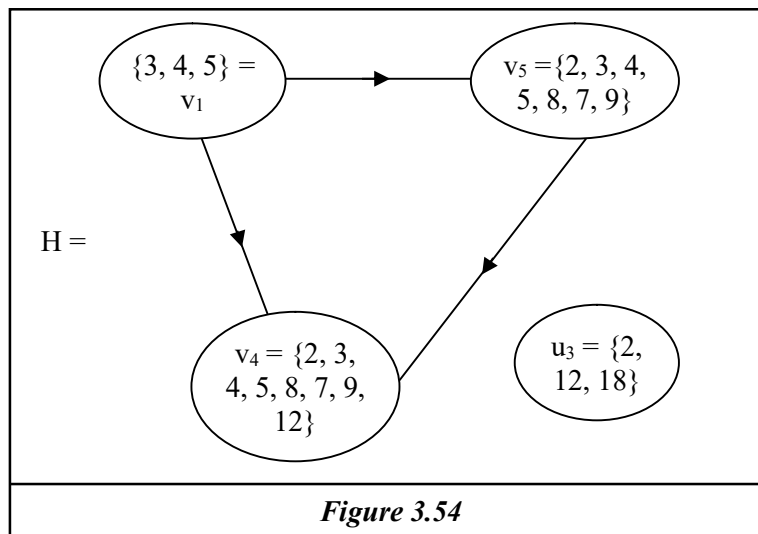 {3, 4, 5} =
v₁
v₅ ={2, 3, 4,
5, 8, 7, 9}
H =
v₄ = {2, 3,
4, 5, 8, 7, 9,
12}
u₃ = {2,
12, 18}
Figure 3.54